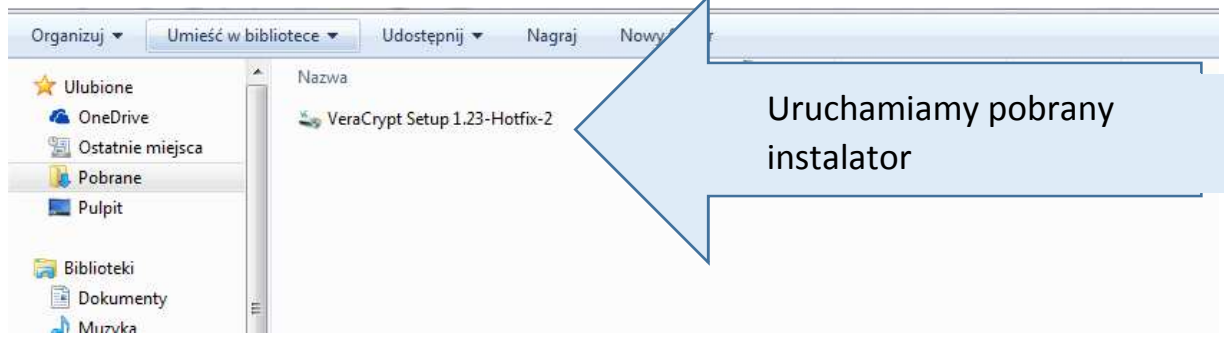 Organizuj Umieść w bibliotece Udostępnij Nagraj
Ulubione
OneDrive
Ostatnie miejsca
Pobrane
Pulpit
Biblioteki
Dokumenty
Muzyka
Nazwa
VeraCrypt Setup 1.23-Hotfix-2
Uruchamiamy pobrany
instalator